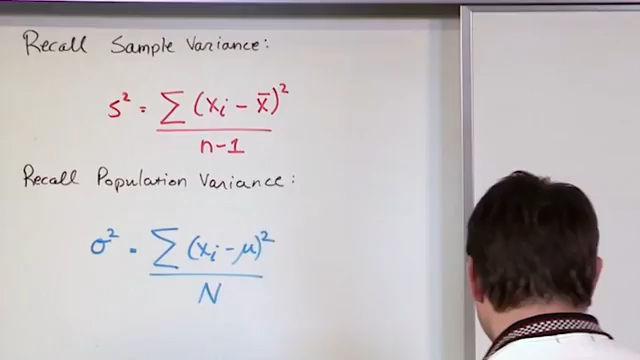 Recall Sample Variance:
s² = ∑ (xᵢ - x̄)²
n-1
Recall Population Variance:
σ² = ∑ (xᵢ - μ)²
N